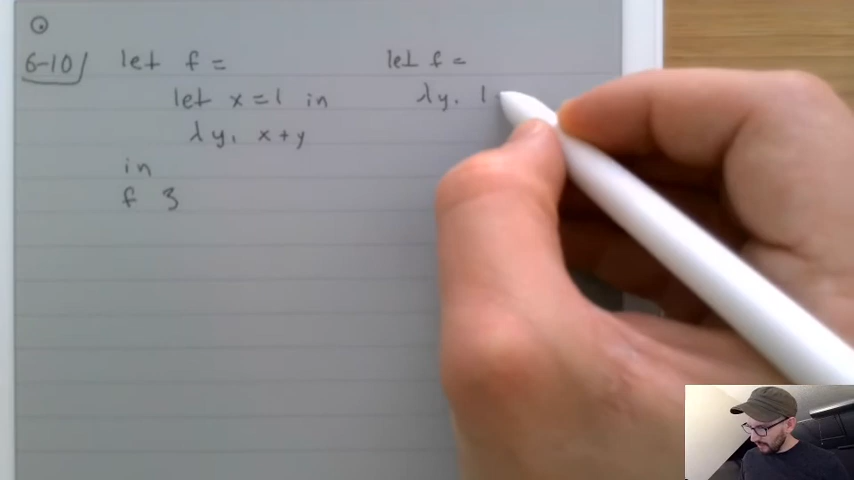 6-10
let f =
let x = 1 in
λy. x + y
in
f 3
let f =
λy. 1